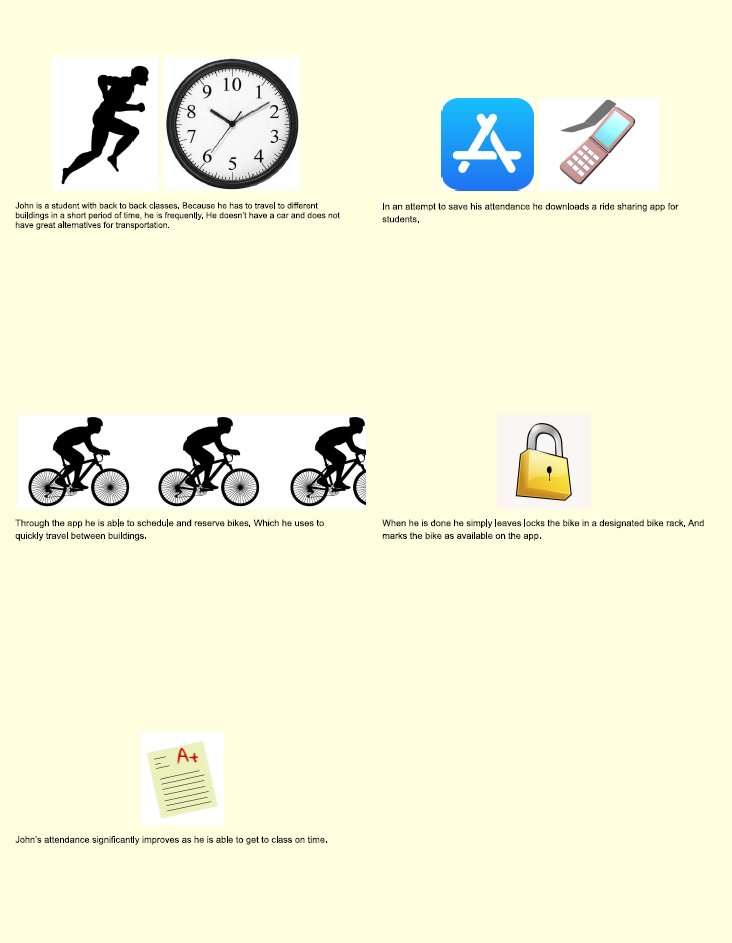 10
9 1
8 2
7 3
6 4
5
John is a student with back to back classes. Because he has to travel to different
buildings in a short period of time, he is frequently, He doesn't have a car and does not
have great alternatives for transportation.
In an attempt to save his attendance he downloads a ride sharing app for
students.
Through the app he is able to schedule and reserve bikes, Which he uses to
quickly travel between buildings.
When he is done he simply leaves locks the bike in a designated bike rack, And
marks the bike as available on the app.
A+
John's attendance significantly improves as he is able to get to class on time.